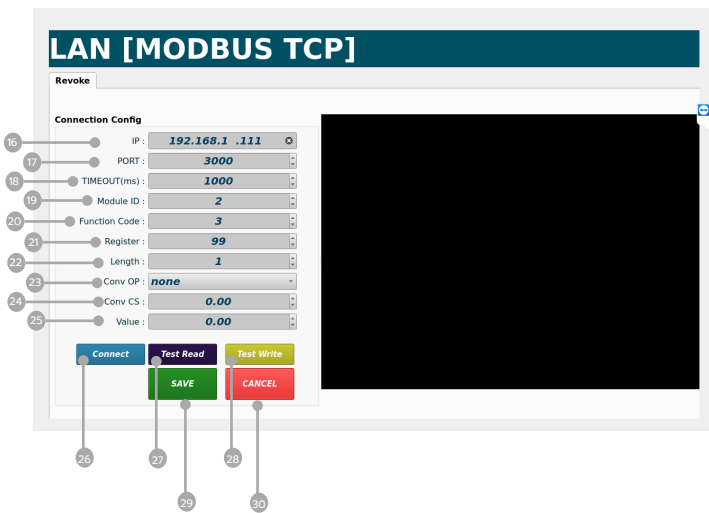 LAN [MODBUS TCP]
Revoke
Connection Config
16 IP : 192.168.1 .111
17 PORT : 3000
18 TIMEOUT(ms) : 1000
19 Module ID : 2
20 Function Code : 3
21 Register : 99
22 Length : 1
23 Conv OP : none
24 Conv CS : 0.00
25 Value : 0.00
Connect Test Read Test Write
SAVE CANCEL
26 27 28
29 30